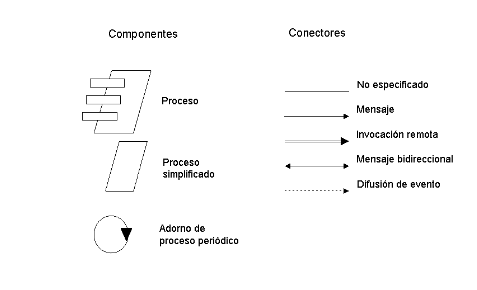 Componentes
Conectores
Proceso
Proceso
simplificado
Adorno de
proceso periódico
No especificado
Mensaje
Invocación remota
Mensaje bidireccional
Difusión de evento